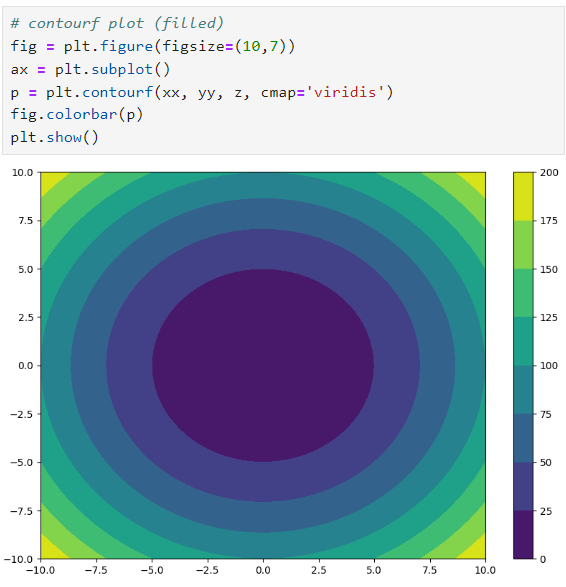 # contourf plot (filled)
fig = plt.figure(figsize=(10,7))
ax = plt.subplot()
p = plt.contourf(xx, yy, z, cmap='viridis')
fig.colorbar(p)
plt.show()
10.0
7.5
5.0
2.5
0.0
−2.5
−5.0
−7.5
−10.0
−10.0 −7.5 −5.0 −2.5 0.0 2.5 5.0 7.5 10.0
200
175
150
125
100
75
50
25
0